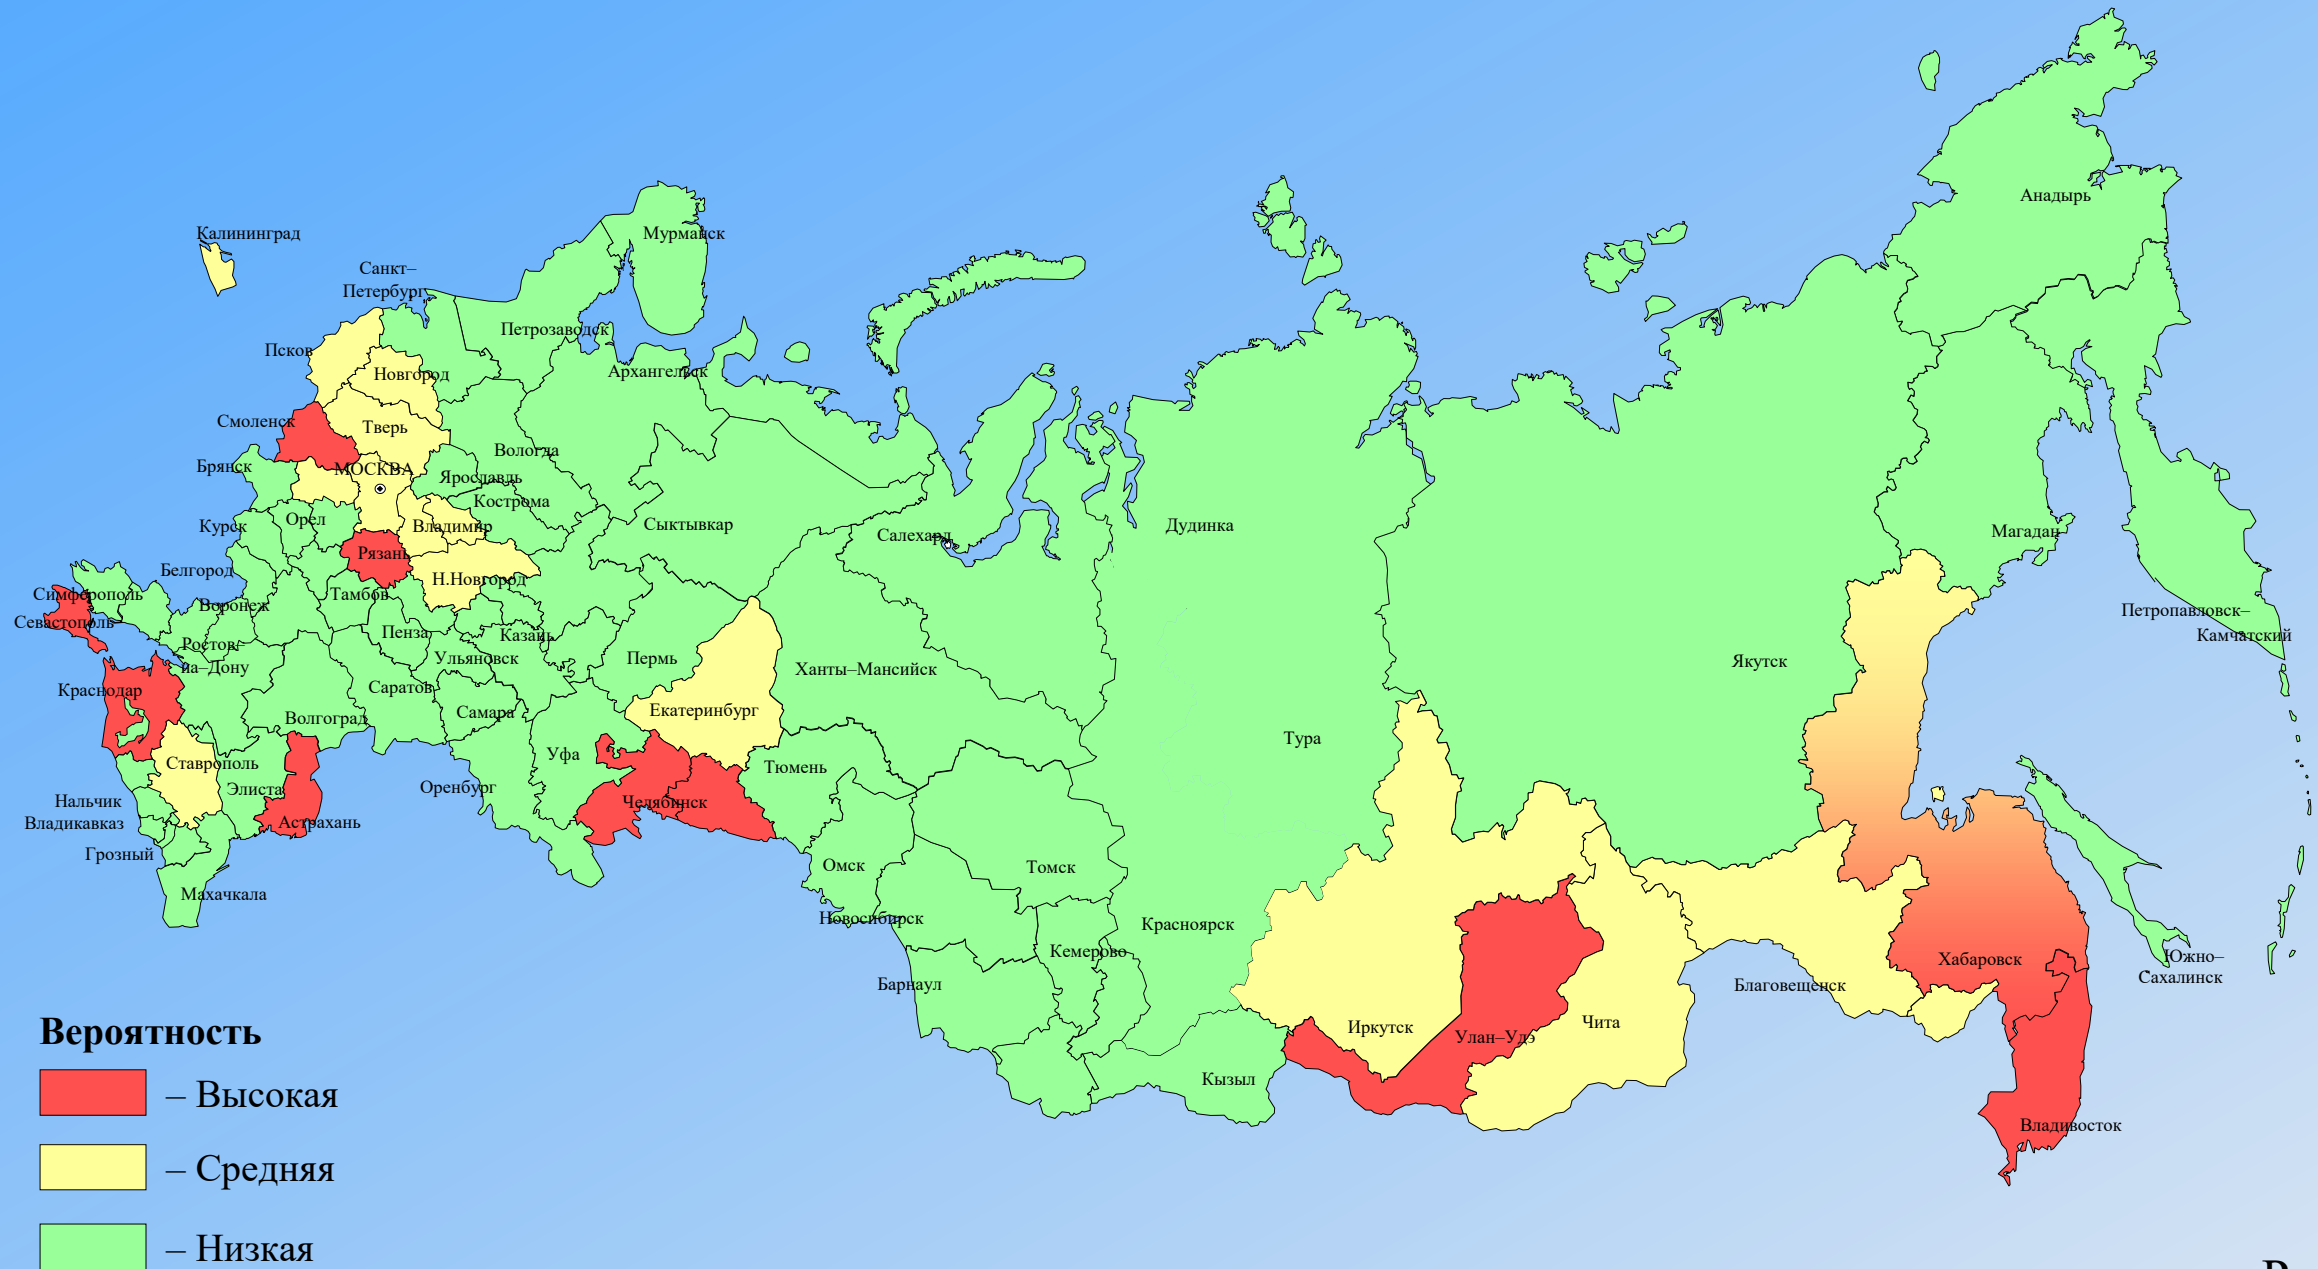 Анадырь
Калининград
Мурманск
Санкт–
Петербург
Петрозаводск
Псков
Новгород
Архангельск
Смоленск
Тверь
Вологда
Брянск
МОСКВА
Ярославль
Кострома
Курск
Орел
Владимир
Сыктывкар
Салехард
Дудинка
Магадан
Рязань
Белгород
Н.Новгород
Симферополь
Воронеж
Тамбов
Севастополь
Пенза
Казань
Петропавловск–
Камчатский
Ростов–
на–Дону
Ульяновск
Пермь
Ханты–Мансийск
Якутск
Краснодар
Саратов
Волгоград
Самара
Екатеринбург
Тура
Ставрополь
Уфа
Тюмень
Элиста
Оренбург
Нальчик
Челябинск
Владикавказ
Астрахань
Грозный
Омск
Томск
Махачкала
Новосибирск
Красноярск
Кемерово
Хабаровск
Южно–
Сахалинск
Барнаул
Благовещенск
Иркутск
Улан–Удэ
Чита
Кызыл
Владивосток
Вероятность
– Высокая
– Средняя
– Низкая